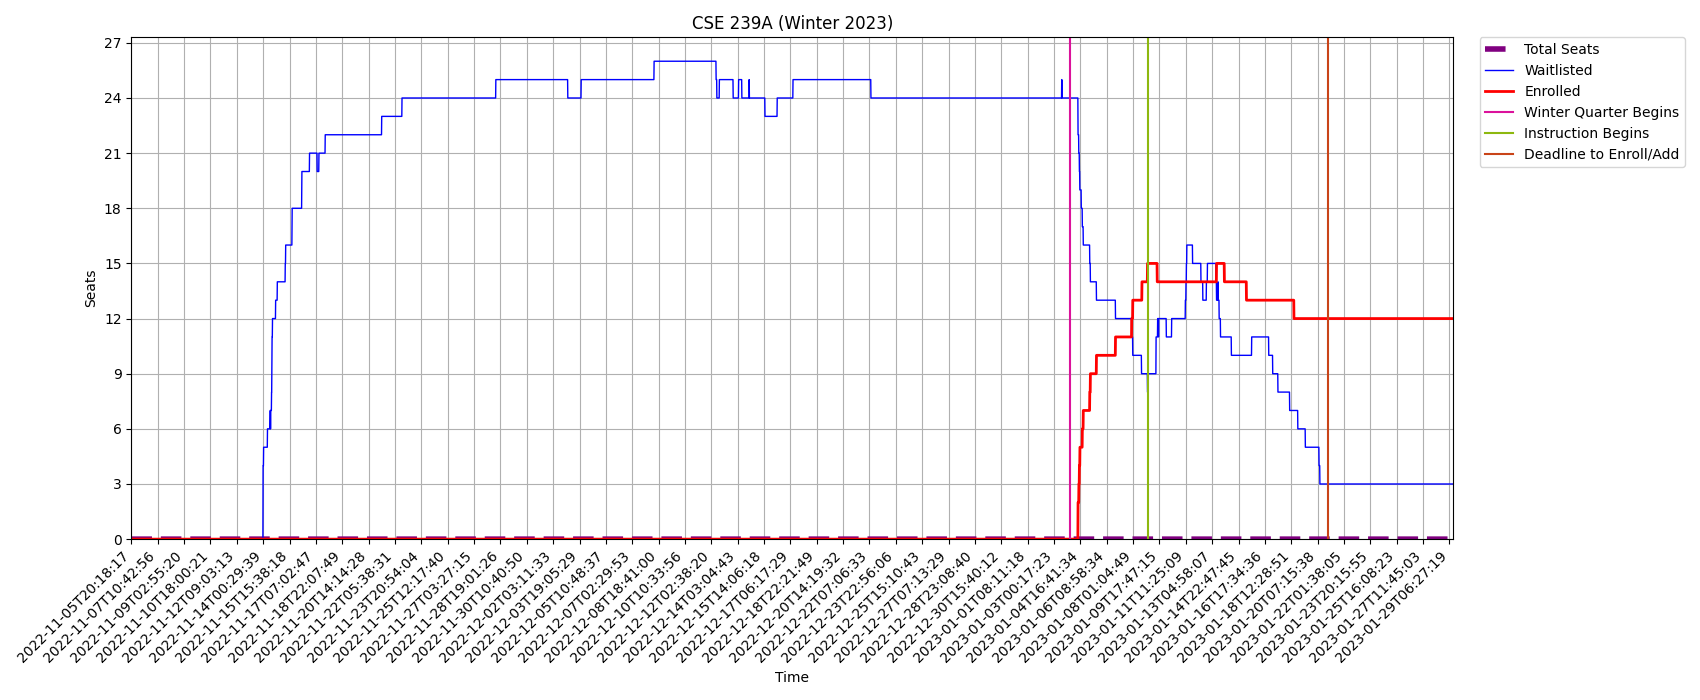 CSE 239A (Winter 2023)
27
24
21
18
15
12
9
6
3
0
Seats
Total Seats
Waitlisted
Enrolled
Winter Quarter Begins
Instruction Begins
Deadline to Enroll/Add
2022-11-05T20:18:17
2022-11-07T10:42:56
2022-11-09T02:55:20
2022-11-10T18:00:21
2022-11-12T09:03:13
2022-11-14T00:29:39
2022-11-15T15:38:18
2022-11-17T07:02:47
2022-11-18T22:07:49
2022-11-20T14:14:28
2022-11-22T05:38:31
2022-11-23T20:54:04
2022-11-25T12:17:40
2022-11-27T03:27:15
2022-11-28T19:01:26
2022-11-30T10:40:50
2022-12-02T03:11:33
2022-12-03T19:05:29
2022-12-05T10:48:37
2022-12-07T02:29:53
2022-12-08T18:41:00
2022-12-10T10:33:56
2022-12-12T02:38:20
2022-12-14T03:04:43
2022-12-15T14:06:18
2022-12-17T06:17:29
2022-12-18T22:21:49
2022-12-20T14:19:32
2022-12-22T07:06:33
2022-12-23T22:56:06
2022-12-25T15:10:43
2022-12-27T07:13:29
2022-12-28T23:08:40
2022-12-30T15:40:12
2023-01-01T08:11:18
2023-01-03T00:17:23
2023-01-04T16:41:34
2023-01-06T08:58:34
2023-01-08T01:04:49
2023-01-09T17:47:15
2023-01-11T11:25:09
2023-01-13T04:58:07
2023-01-14T22:47:45
2023-01-16T17:34:36
2023-01-18T12:28:51
2023-01-20T07:15:38
2023-01-22T01:38:05
2023-01-23T20:15:55
2023-01-25T16:08:23
2023-01-27T11:45:03
2023-01-29T06:27:19
Time